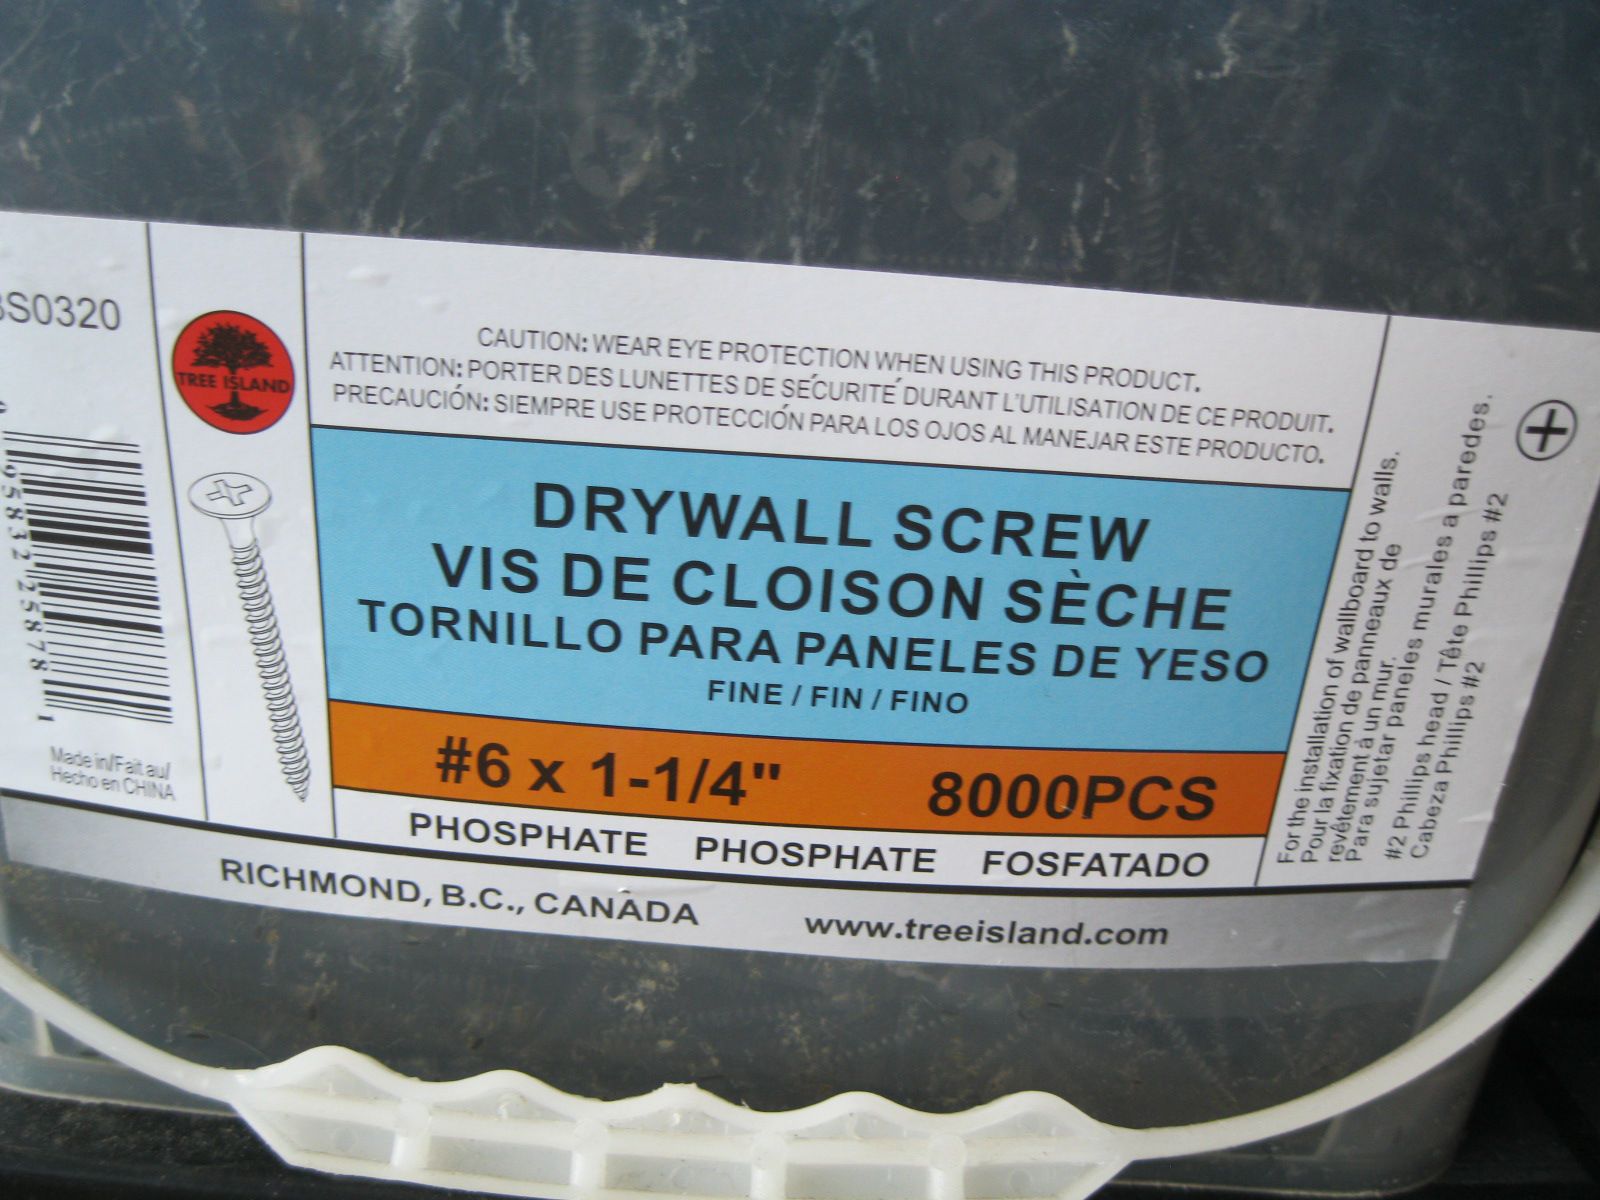 BS0320
TREE ISLAND
0 95832 25878 1
Made in/Fait au/
Hecho en CHINA
CAUTION: WEAR EYE PROTECTION WHEN USING THIS PRODUCT.
ATTENTION: PORTER DES LUNETTES DE SÉCURITÉ DURANT L'UTILISATION DE CE PRODUIT.
PRECAUCIÓN: SIEMPRE USE PROTECCIÓN PARA LOS OJOS AL MANEJAR ESTE PRODUCTO.
DRYWALL SCREW
VIS DE CLOISON SÈCHE
TORNILLO PARA PANELES DE YESO
FINE / FIN / FINO
#6 x 1-1/4" 8000PCS
PHOSPHATE PHOSPHATE FOSFATADO
RICHMOND, B.C., CANADA www.treeisland.com
For the installation of wallboard to walls.
Pour la fixation de panneaux de
revêtement à un mur.
Para sujetar paneles murales a paredes.
#2 Phillips head / Tête Phillips #2
Cabeza Phillips #2